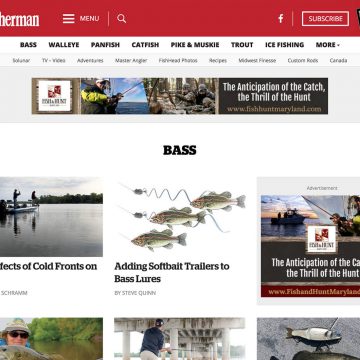 herman
MENU
SUBSCRIBE
BASS WALLEYE PANFISH CATFISH PIKE & MUSKIE TROUT ICE FISHING MORE
Solunar TV - Video Adventures Master Angler FishHead Photos Recipes Midwest Finesse Custom Rods Canada
FISH & HUNT
MARYLAND
The Anticipation of the Catch,
the Thrill of the Hunt
www.fishhuntmaryland.com
BASS
Advertisement
FISH & HUNT
MARYLAND
The Anticipation of the Ca
the Thrill of the Hunt
www.FishandHuntMaryland
fects of Cold Fronts on
SCHRAMM
Adding Softbait Trailers to
Bass Lures
BY STEVE QUINN